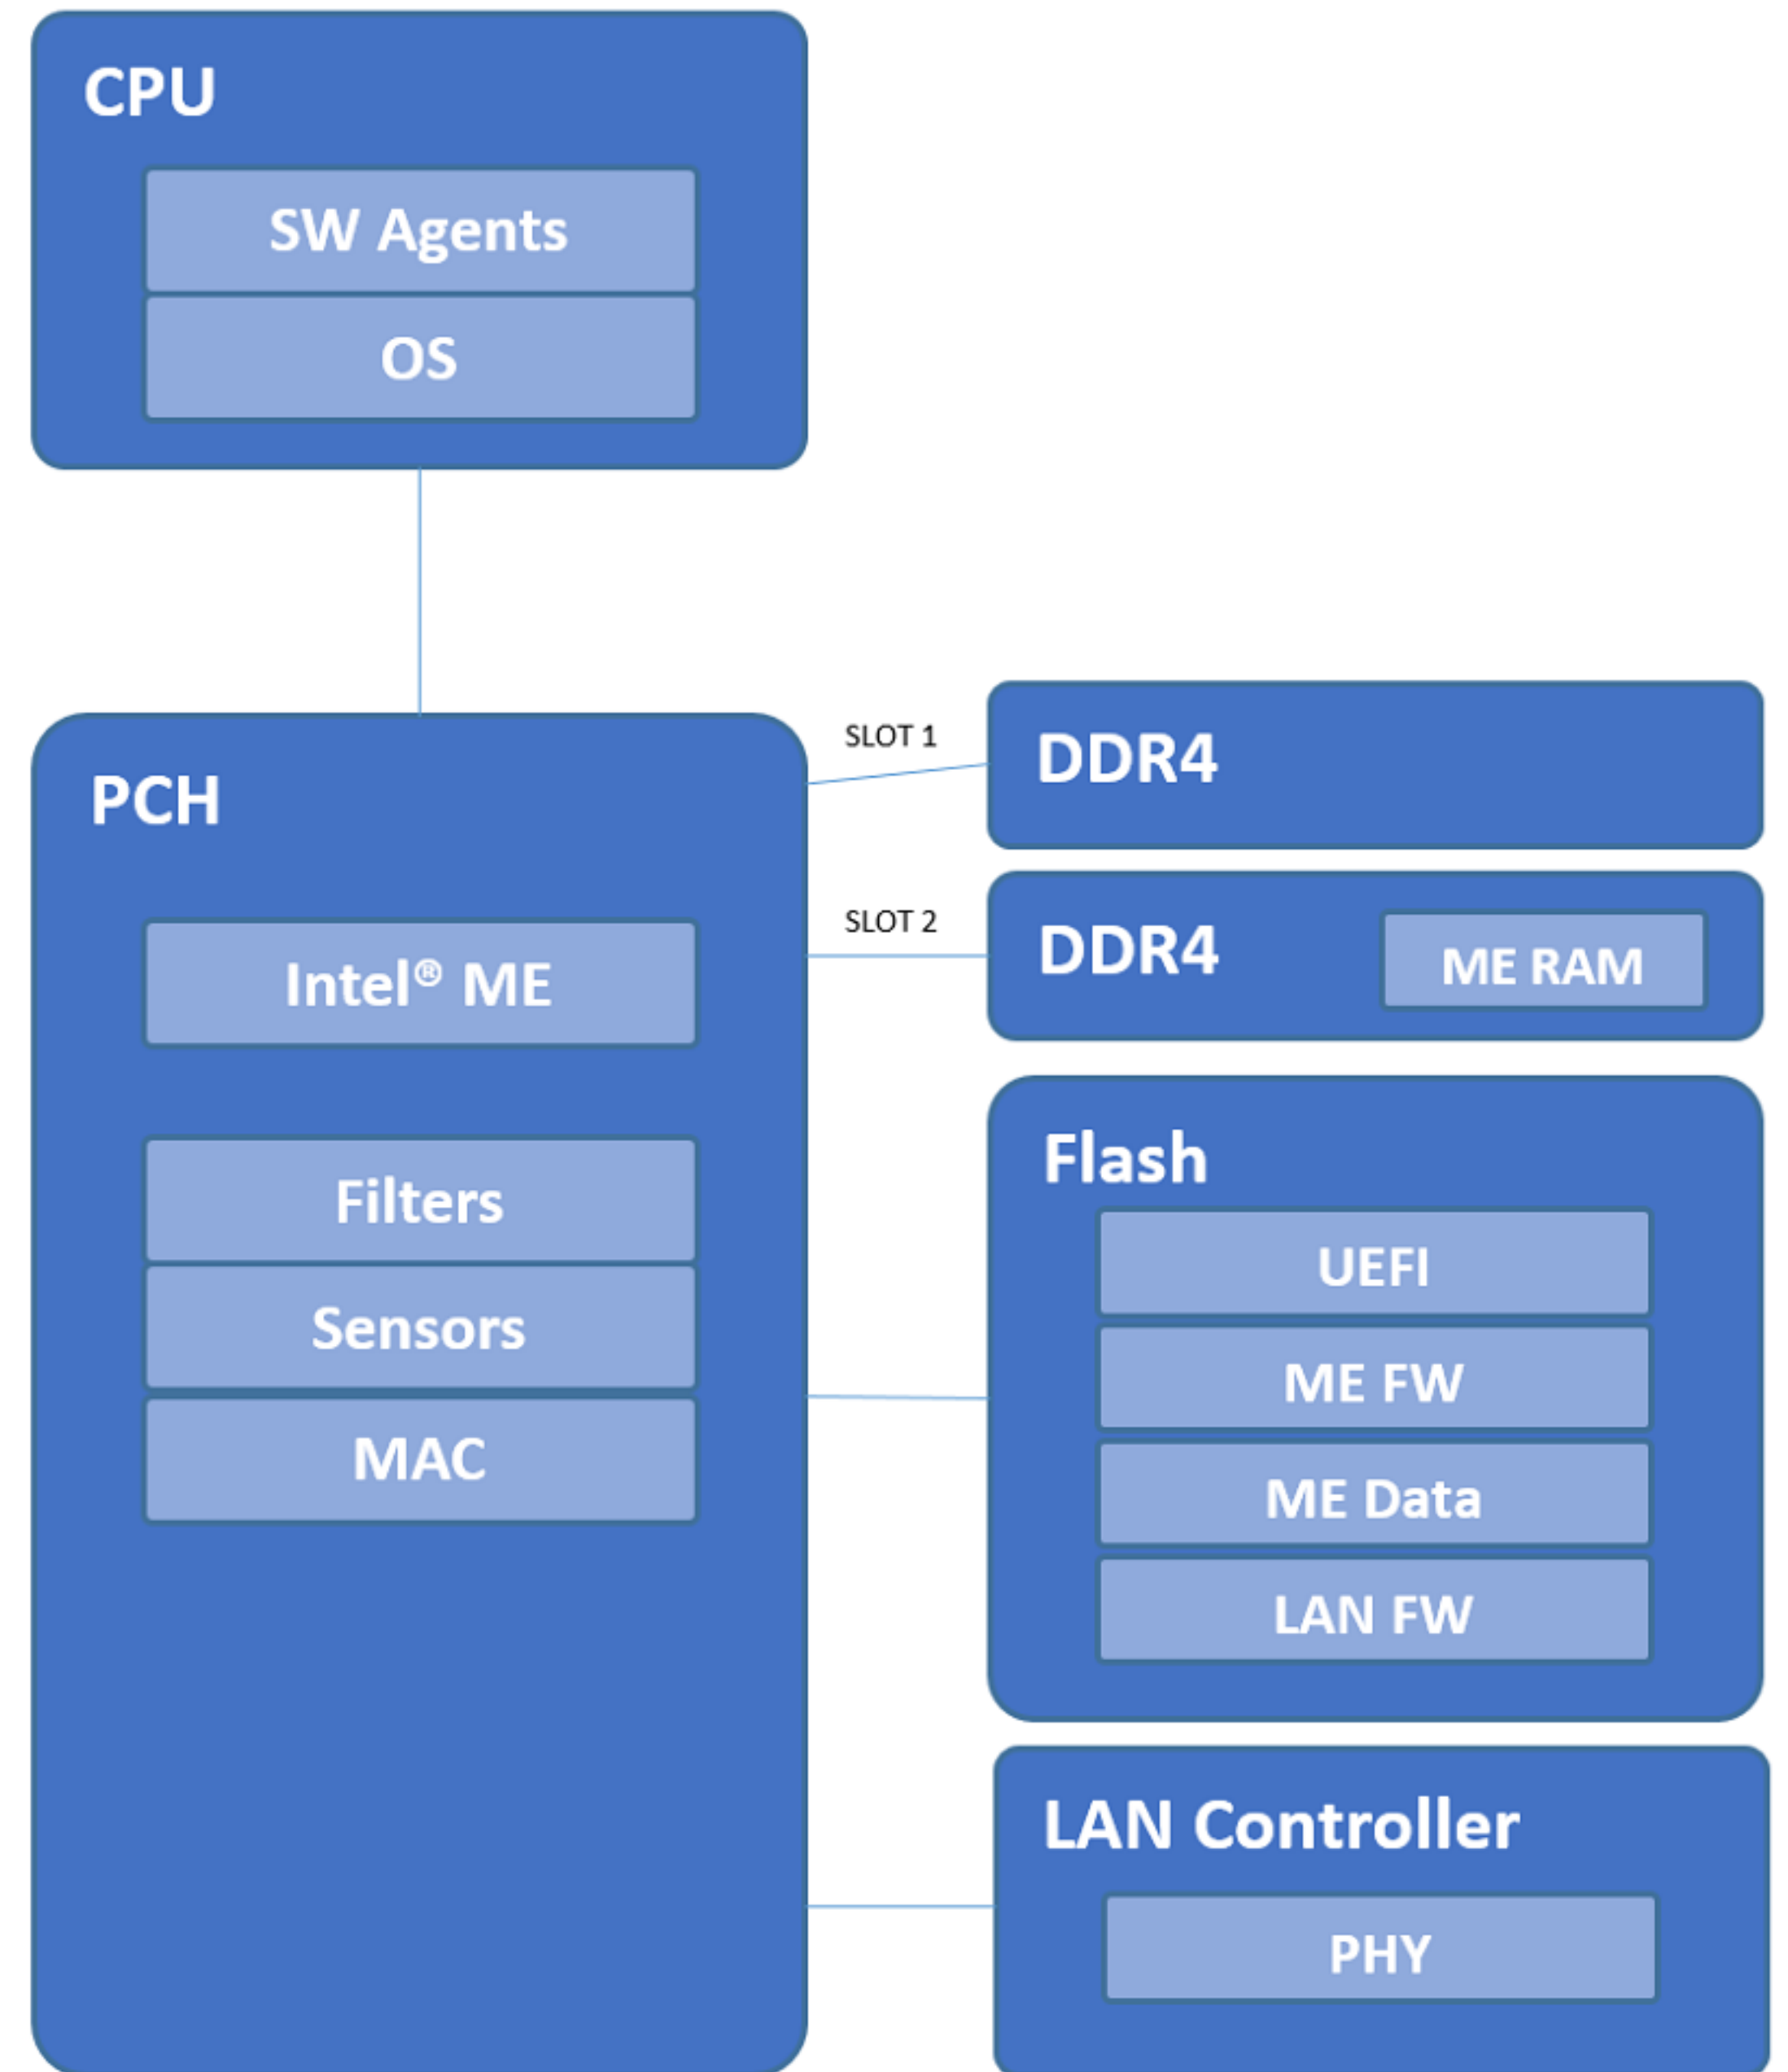 CPU
SW Agents
OS
PCH
Intel® ME
Filters
Sensors
MAC
SLOT 1
DDR4
SLOT 2
DDR4
ME RAM
Flash
UEFI
ME FW
ME Data
LAN FW
LAN Controller
PHY